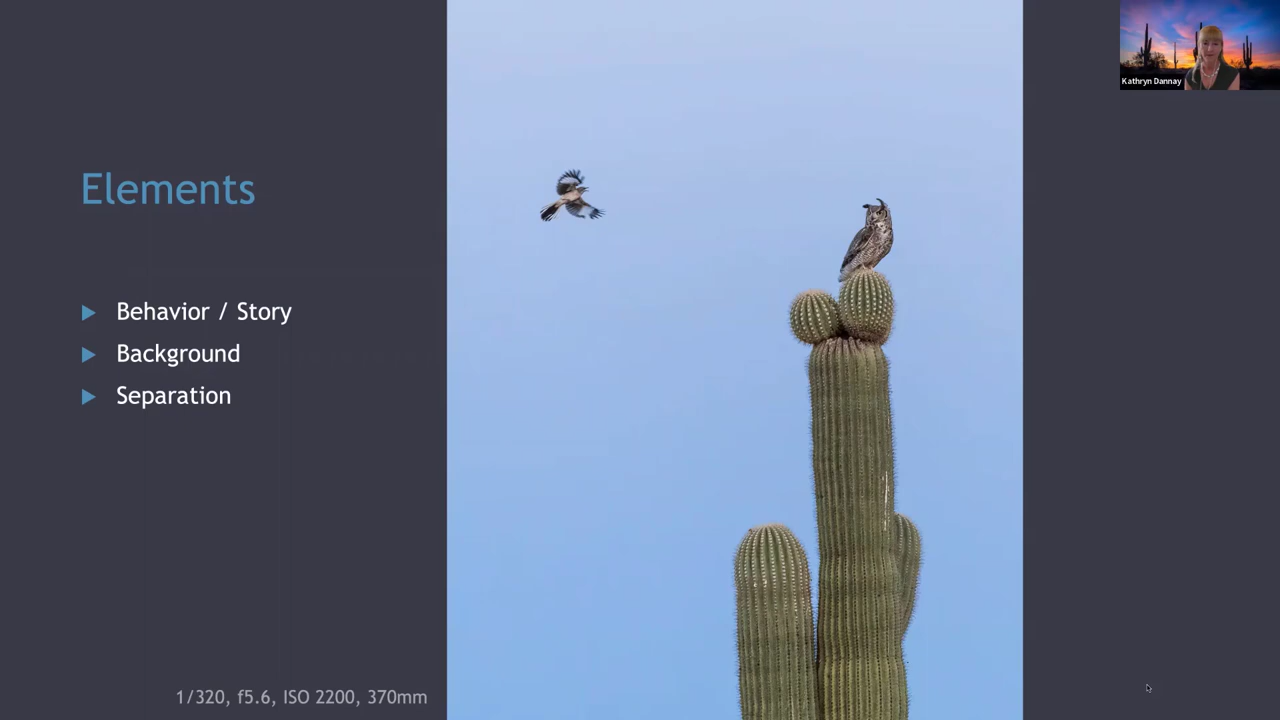 Elements
Behavior / Story
Background
Separation
1/320, f5.6, ISO 2200, 370mm
Kathryn Dannay